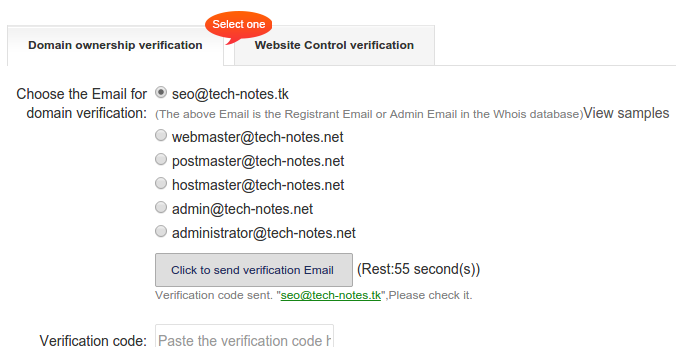 Select one
Domain ownership verification
Website Control verification
Choose the Email for
domain verification:
seo@tech-notes.tk
(The above Email is the Registrant Email or Admin Email in the Whois database)View samples
webmaster@tech-notes.net
postmaster@tech-notes.net
hostmaster@tech-notes.net
admin@tech-notes.net
administrator@tech-notes.net
Click to send verification Email (Rest:55 second(s))
Verification code sent. "seo@tech-notes.tk",Please check it.
Verification code: Paste the verification code h